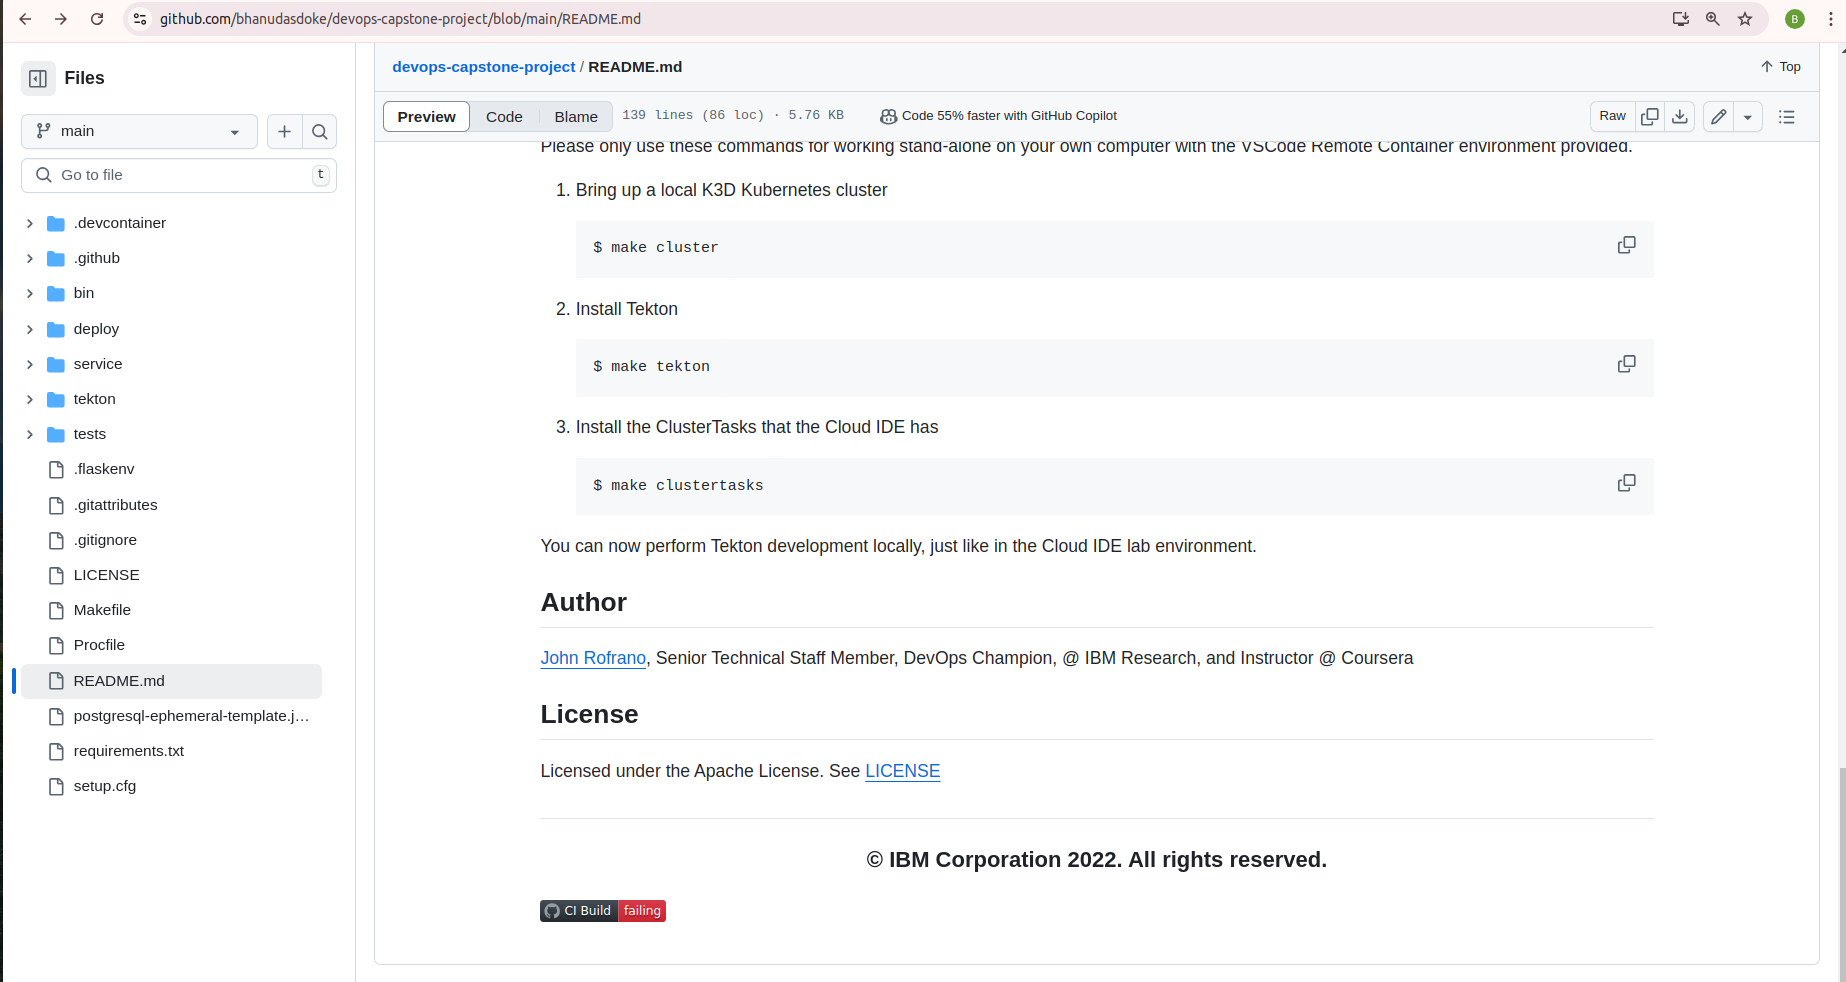 github.com/bhanudasdoke/devops-capstone-project/blob/main/README.md
B
Files
main
Go to file
t
.devcontainer
.github
bin
deploy
service
tekton
tests
.flaskenv
.gitattributes
.gitignore
LICENSE
Makefile
Procfile
README.md
postgresql-ephemeral-template.j…
requirements.txt
setup.cfg
devops-capstone-project / README.md
Top
Preview Code Blame 139 lines (86 loc) · 5.76 KB Code 55% faster with GitHub Copilot Raw
Please only use these commands for working stand-alone on your own computer with the VSCode Remote Container environment provided.
1. Bring up a local K3D Kubernetes cluster
$ make cluster
2. Install Tekton
$ make tekton
3. Install the ClusterTasks that the Cloud IDE has
$ make clustertasks
You can now perform Tekton development locally, just like in the Cloud IDE lab environment.
Author
John Rofrano, Senior Technical Staff Member, DevOps Champion, @ IBM Research, and Instructor @ Coursera
License
Licensed under the Apache License. See LICENSE
© IBM Corporation 2022. All rights reserved.
CI Build failing